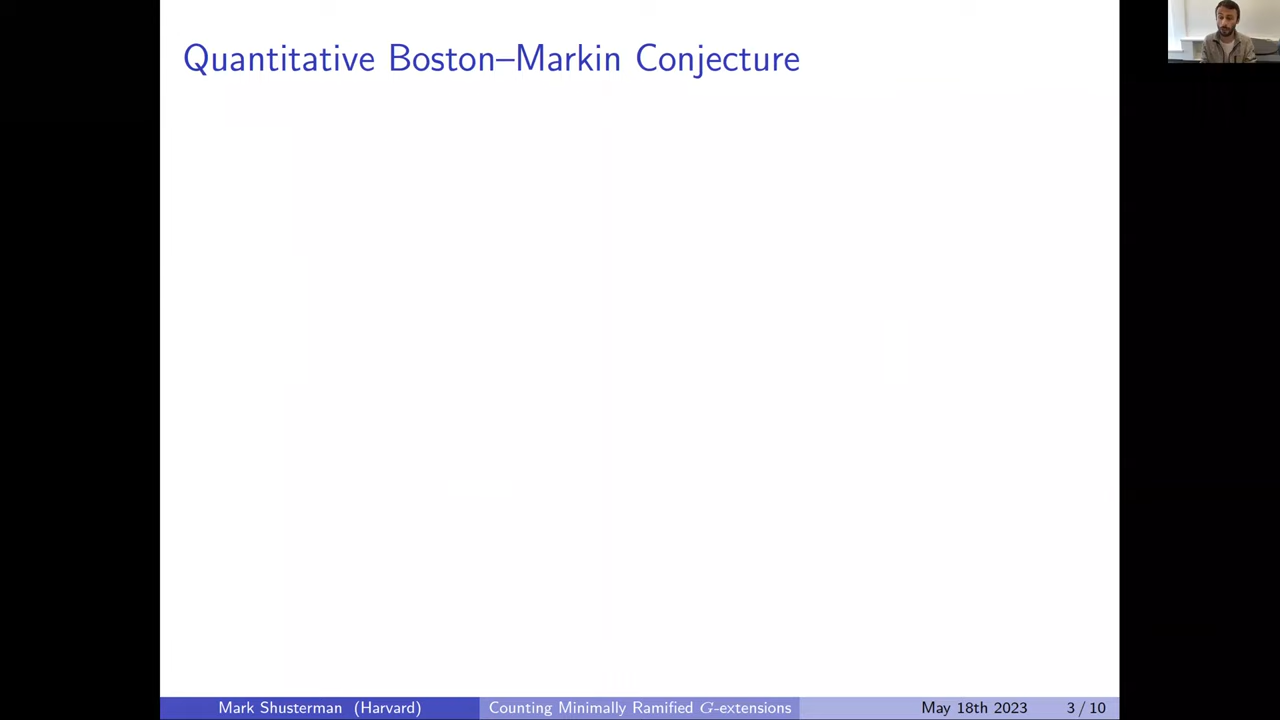 Quantitative Boston–Markin Conjecture
Mark Shusterman (Harvard)
Counting Minimally Ramified G-extensions
May 18th 2023
3 / 10